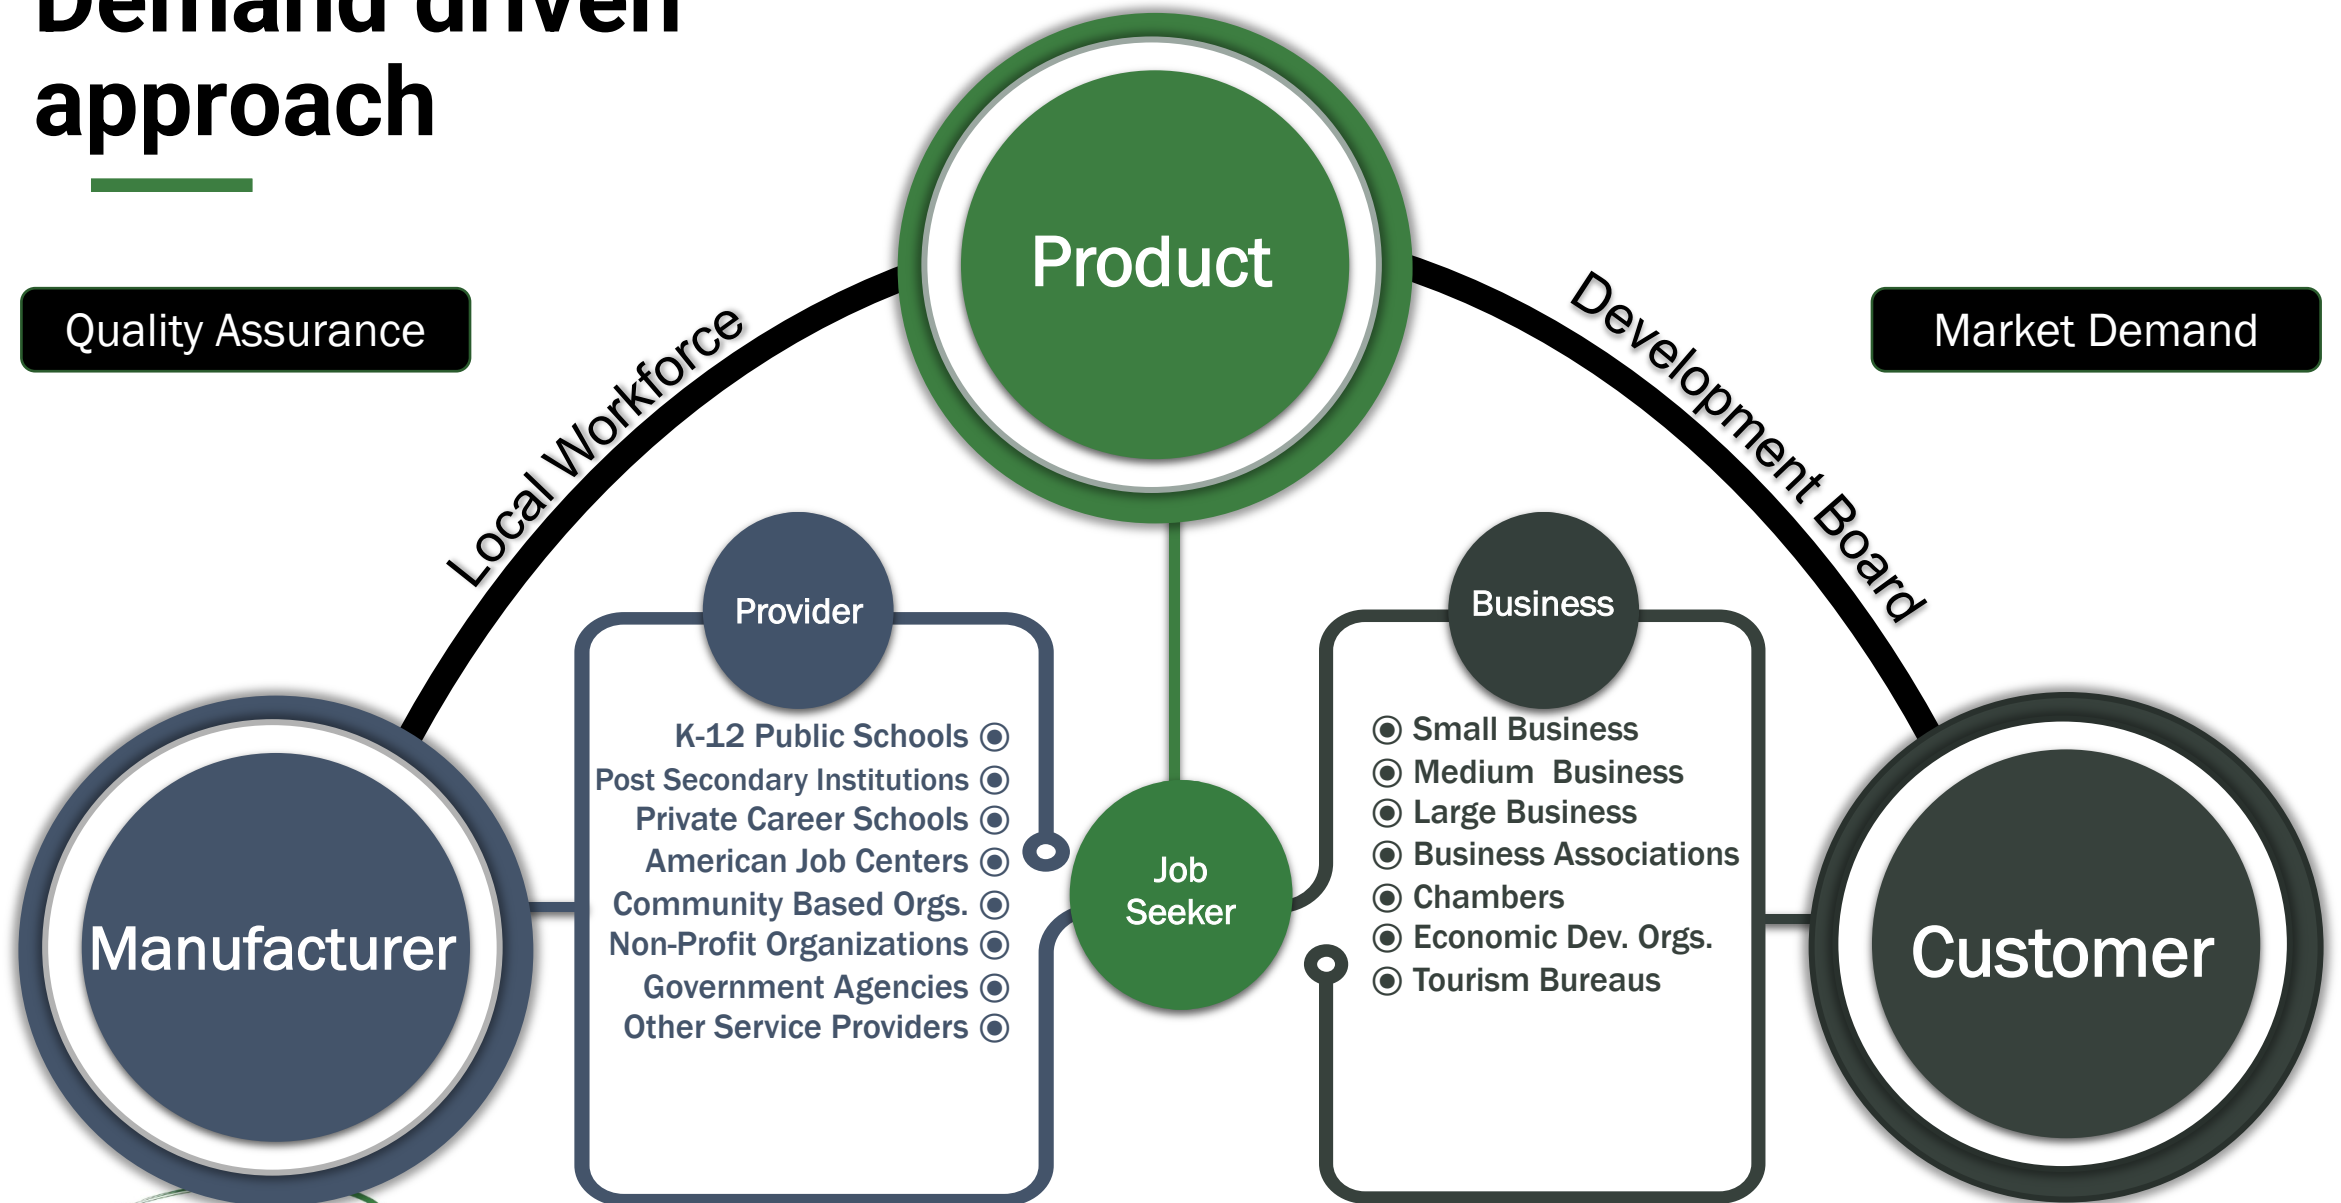 Demand driven
approach
Product
Quality Assurance
Market Demand
Local Workforce
Development Board
Provider
K-12 Public Schools
Post Secondary Institutions
Private Career Schools
American Job Centers
Community Based Orgs.
Non-Profit Organizations
Government Agencies
Other Service Providers
Business
Small Business
Medium  Business
Large Business
Business Associations
Chambers
Economic Dev. Orgs.
Tourism Bureaus
Job
Seeker
Manufacturer
Customer